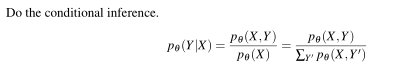 Do the conditional inference.
pθ(Y|X) = pθ(X,Y) / pθ(X) = pθ(X,Y) / ∑Y′ pθ(X,Y′)